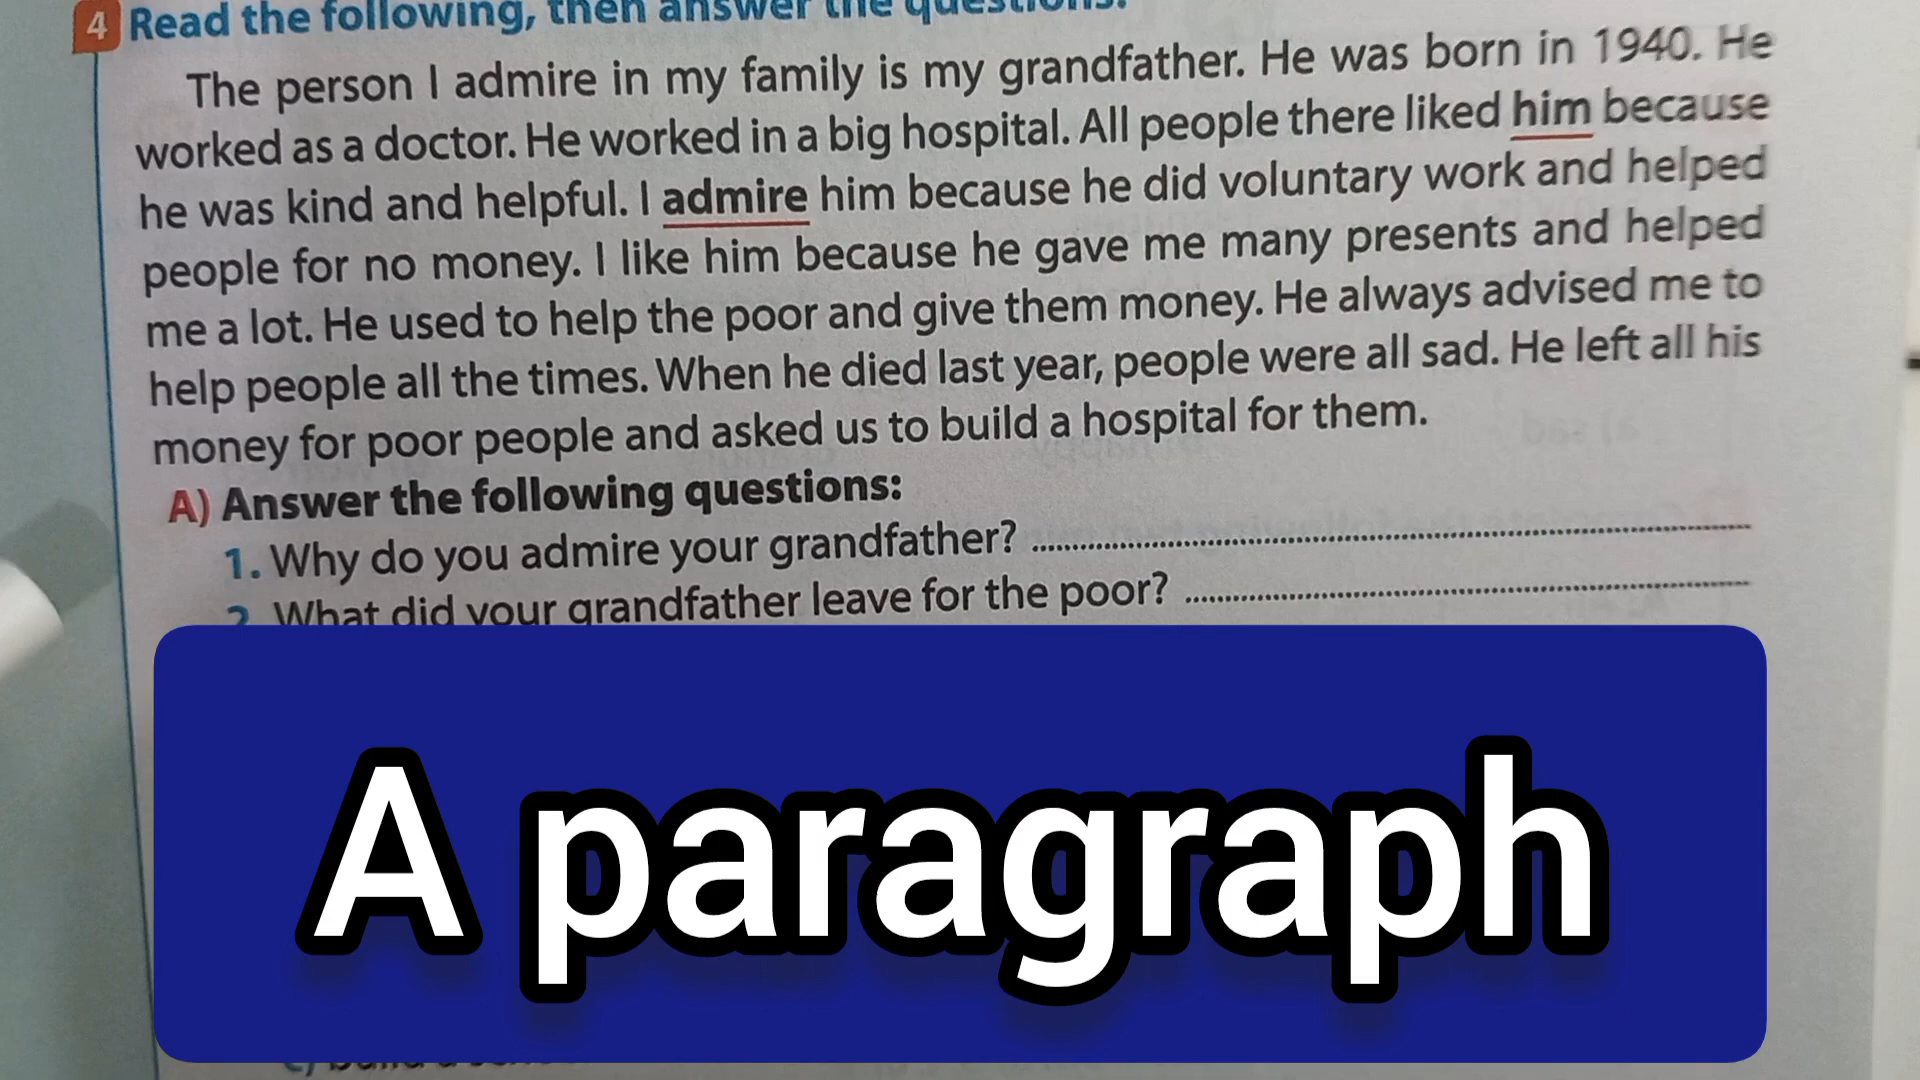 4 Read the following, then answer the questions.
The person I admire in my family is my grandfather. He was born in 1940. He
worked as a doctor. He worked in a big hospital. All people there liked him because
he was kind and helpful. I admire him because he did voluntary work and helped
people for no money. I like him because he gave me many presents and helped
me a lot. He used to help the poor and give them money. He always advised me to
help people all the times. When he died last year, people were all sad. He left all his
money for poor people and asked us to build a hospital for them.
A) Answer the following questions:
1. Why do you admire your grandfather?
2. What did your grandfather leave for the poor?
A paragraph